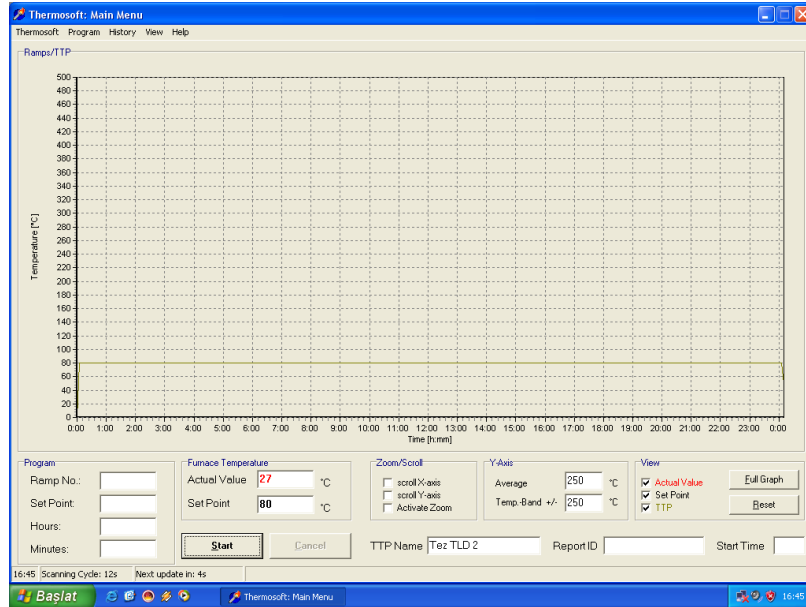 Thermosoft: Main Menu
Thermosoft Program History View Help
Ramps/TTP
500
480
460
440
420
400
380
360
340
320
300
280
260
240
220
200
180
160
140
120
100
80
60
40
20
0
Temperature [°C]
0:00 1:00 2:00 3:00 4:00 5:00 6:00 7:00 8:00 9:00 10:00 11:00 12:00 13:00 14:00 15:00 16:00 17:00 18:00 19:00 20:00 21:00 22:00 23:00 0:00
Time [h:mm]
Program
Ramp No.:
Set Point:
Hours:
Minutes:
Furnace Temperature
Actual Value 27 °C
Set Point 80 °C
Start Cancel
Zoom/Scroll
scroll X-axis
scroll Y-axis
Activate Zoom
Y-Axis
Average 250 °C
Temp.-Band +/- 250 °C
View
Actual Value
Set Point
TTP
Full Graph
Reset
TTP Name Tez TLD 2 Report ID Start Time
16:45 Scanning Cycle: 12s Next update in: 4s
Başlat Thermosoft: Main Menu 16:45